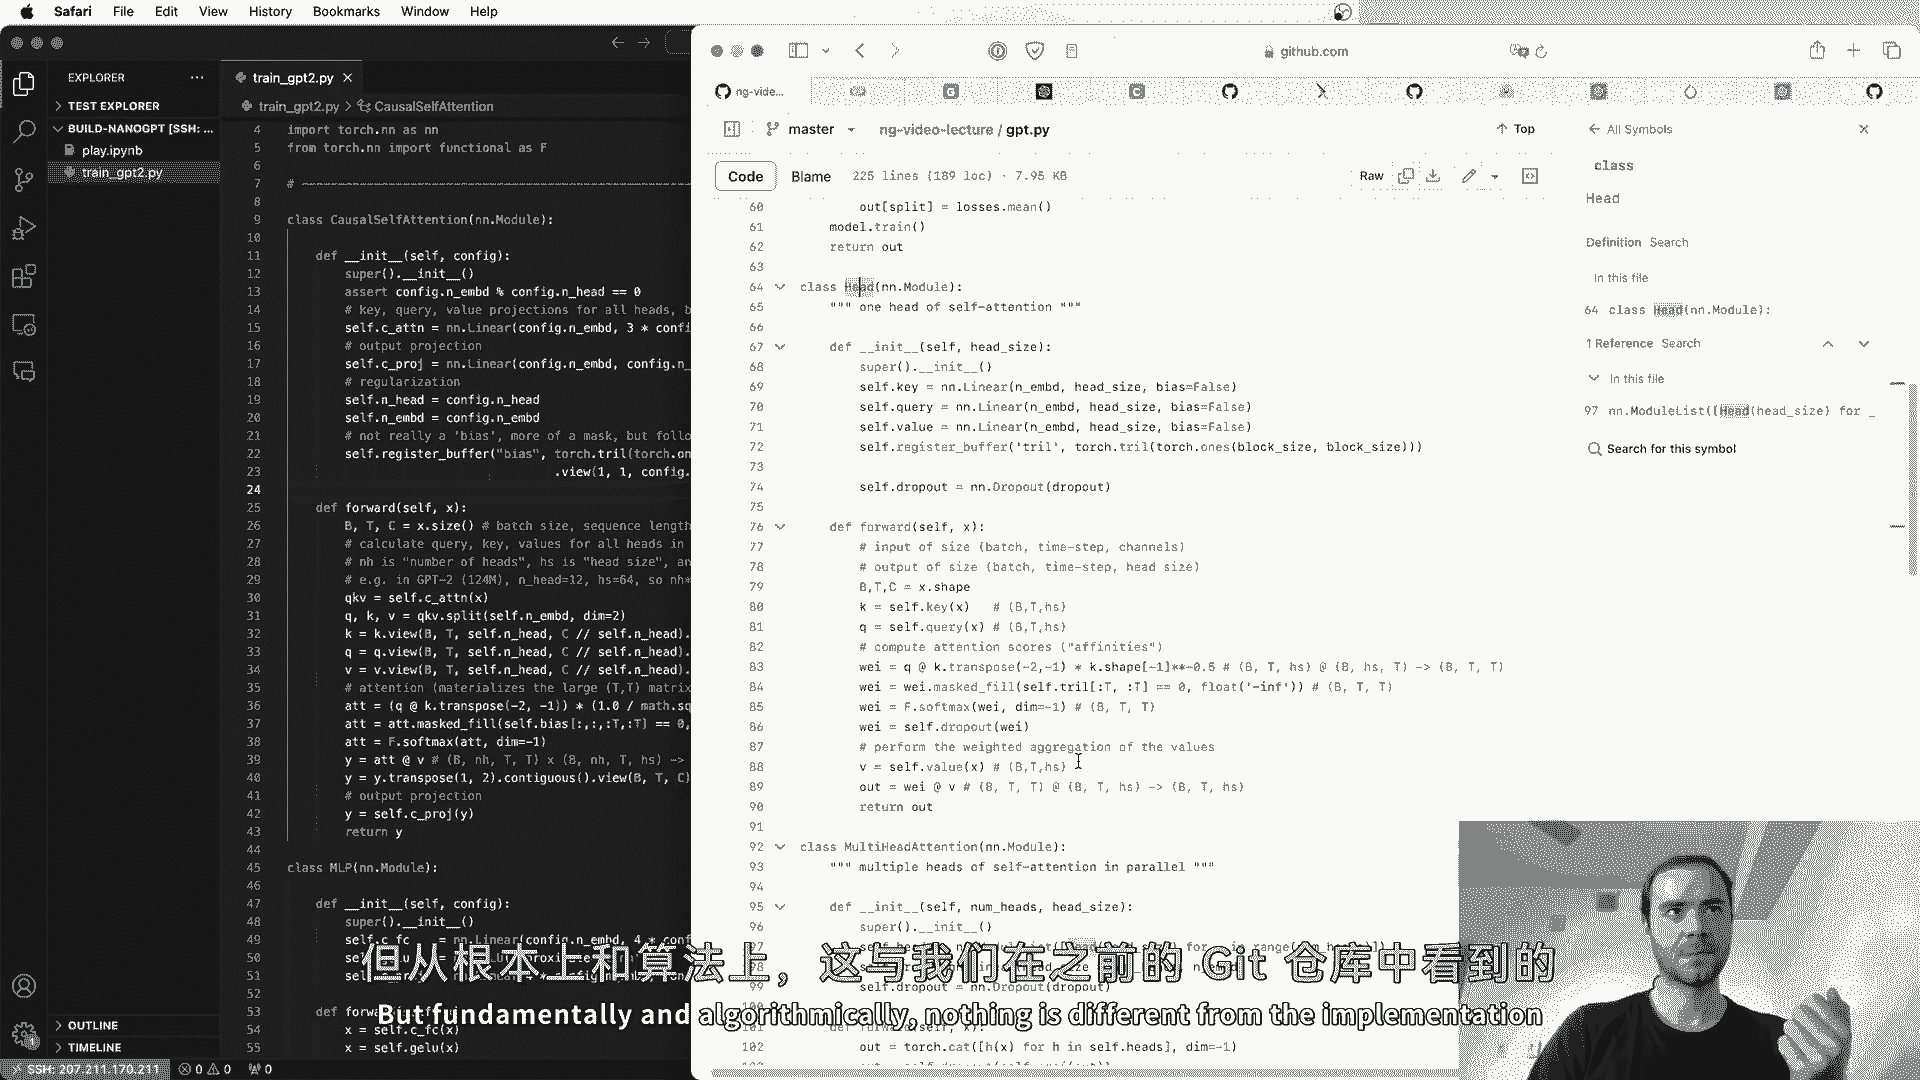 Safari File Edit View History Bookmarks Window Help
EXPLORER
TEST EXPLORER
BUILD-NANOGPT [SSH: ...
play.ipynb
train_gpt2.py
OUTLINE
TIMELINE
SSH: 207.211.170.211 0 0 0
train_gpt2.py
train_gpt2.py > CausalSelfAttention
4 import torch.nn as nn
5 from torch.nn import functional as F
6
7 #
8
9 class CausalSelfAttention(nn.Module):
10
11 def __init__(self, config):
12 super().__init__()
13 assert config.n_embd % config.n_head == 0
14 # key, query, value projections for all heads, b
15 self.c_attn = nn.Linear(config.n_embd, 3 * confi
16 # output projection
17 self.c_proj = nn.Linear(config.n_embd, config.n_
18 # regularization
19 self.n_head = config.n_head
20 self.n_embd = config.n_embd
21 # not really a 'bias', more of a mask, but follo
22 self.register_buffer("bias", torch.tril(torch.on
23 .view(1, 1, config.
24
25 def forward(self, x):
26 B, T, C = x.size() # batch size, sequence length
27 # calculate query, key, values for all heads in
28 # nh is "number of heads", hs is "head size", an
29 # e.g. in GPT-2 (124M), n_head=12, hs=64, so nh*
30 qkv = self.c_attn(x)
31 q, k, v = qkv.split(self.n_embd, dim=2)
32 k = k.view(B, T, self.n_head, C // self.n_head).
33 q = q.view(B, T, self.n_head, C // self.n_head).
34 v = v.view(B, T, self.n_head, C // self.n_head).
35 # attention (materializes the large (T,T) matrix
36 att = (q @ k.transpose(-2, -1)) * (1.0 / math.sq
37 att = att.masked_fill(self.bias[:,:,:T,:T] == 0,
38 att = F.softmax(att, dim=-1)
39 y = att @ v # (B, nh, T, T) x (B, nh, T, hs) ->
40 y = y.transpose(1, 2).contiguous().view(B, T, C)
41 # output projection
42 y = self.c_proj(y)
43 return y
44
45 class MLP(nn.Module):
46
47 def __init__(self, config):
48 super().__init__()
49 self.c_fc = nn.Linear(config.n_embd, 4 * conf
50
51
52
53 def forw
54 x = self.c_fc(x)
55 x = self.gelu(x)
github.com
ng-vide...
master ng-video-lecture / gpt.py Top
Code Blame 225 lines (189 loc) · 7.95 KB Raw
60 out[split] = losses.mean()
61 model.train()
62 return out
63
64 class Head(nn.Module):
65 """ one head of self-attention """
66
67 def __init__(self, head_size):
68 super().__init__()
69 self.key = nn.Linear(n_embd, head_size, bias=False)
70 self.query = nn.Linear(n_embd, head_size, bias=False)
71 self.value = nn.Linear(n_embd, head_size, bias=False)
72 self.register_buffer('tril', torch.tril(torch.ones(block_size, block_size)))
73
74 self.dropout = nn.Dropout(dropout)
75
76 def forward(self, x):
77 # input of size (batch, time-step, channels)
78 # output of size (batch, time-step, head size)
79 B,T,C = x.shape
80 k = self.key(x) # (B,T,hs)
81 q = self.query(x) # (B,T,hs)
82 # compute attention scores ("affinities")
83 wei = q @ k.transpose(-2,-1) * k.shape[-1]**-0.5 # (B, T, hs) @ (B, hs, T) -> (B, T, T)
84 wei = wei.masked_fill(self.tril[:T, :T] == 0, float('-inf')) # (B, T, T)
85 wei = F.softmax(wei, dim=-1) # (B, T, T)
86 wei = self.dropout(wei)
87 # perform the weighted aggregation of the values
88 v = self.value(x) # (B,T,hs)
89 out = wei @ v # (B, T, T) @ (B, T, hs) -> (B, T, hs)
90 return out
91
92 class MultiHeadAttention(nn.Module):
93 """ multiple heads of self-attention in parallel """
94
95 def __init__(self, num_heads, head_size):
96 super().__init__()
97
99 self.dropout = nn.Dropout(dropout)
101 def forward(self, x):
102 out = torch.cat([h(x) for h in self.heads], dim=-1)
All Symbols
class
Head
Definition Search
In this file
64 class Head(nn.Module):
1 Reference Search
In this file
97 nn.ModuleList([Head(head_size) for _
Search for this symbol
但从根本上和算法上，这与我们在之前的 Git 仓库中看到的
But fundamentally and algorithmically, nothing is different from the implementation